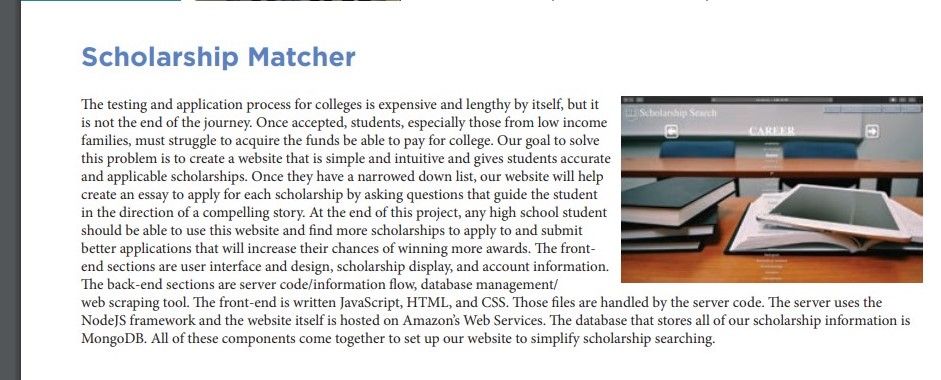 Scholarship Matcher
The testing and application process for colleges is expensive and lengthy by itself, but it
is not the end of the journey. Once accepted, students, especially those from low income
families, must struggle to acquire the funds be able to pay for college. Our goal to solve
this problem is to create a website that is simple and intuitive and gives students accurate
and applicable scholarships. Once they have a narrowed down list, our website will help
create an essay to apply for each scholarship by asking questions that guide the student
in the direction of a compelling story. At the end of this project, any high school student
should be able to use this website and find more scholarships to apply to and submit
better applications that will increase their chances of winning more awards. The front-
end sections are user interface and design, scholarship display, and account information.
The back-end sections are server code/information flow, database management/
web scraping tool. The front-end is written JavaScript, HTML, and CSS. Those files are handled by the server code. The server uses the
NodeJS framework and the website itself is hosted on Amazon's Web Services. The database that stores all of our scholarship information is
MongoDB. All of these components come together to set up our website to simplify scholarship searching.
Scholarship Search
CAREER